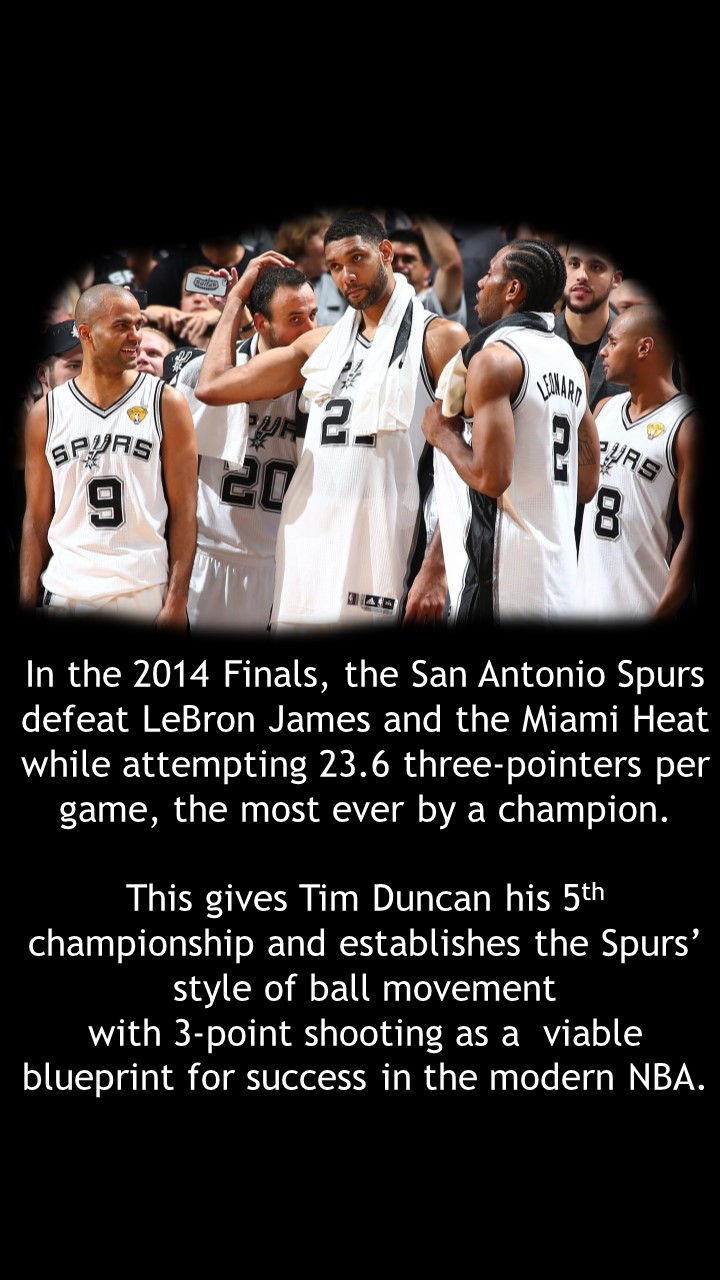 SPURS
9
SPUR
20
21
LEONARD
2
SPURS
8
In the 2014 Finals, the San Antonio Spurs
defeat LeBron James and the Miami Heat
while attempting 23.6 three-pointers per
game, the most ever by a champion.
This gives Tim Duncan his 5th
championship and establishes the Spurs’
style of ball movement
with 3-point shooting as a  viable
blueprint for success in the modern NBA.